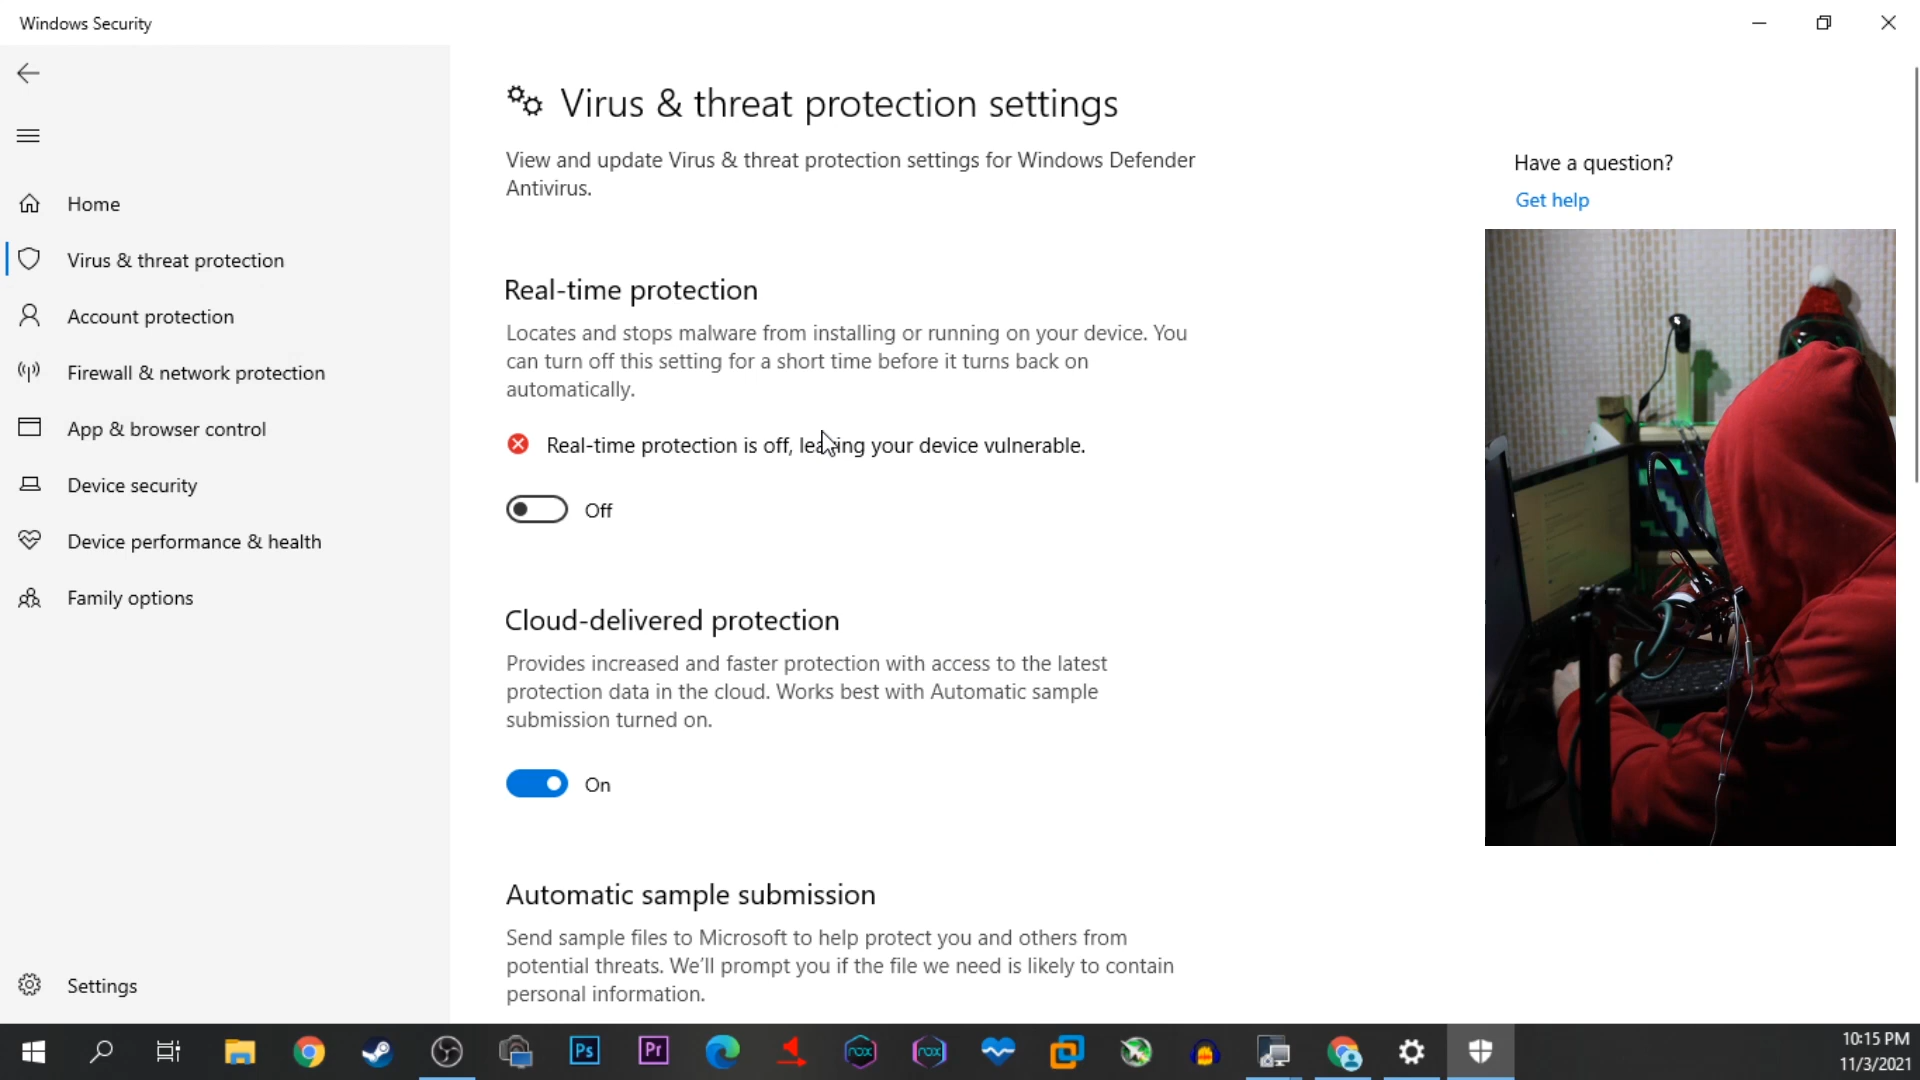 Windows Security
Home
Virus & threat protection
Account protection
Firewall & network protection
App & browser control
Device security
Device performance & health
Family options
Settings
Virus & threat protection settings
View and update Virus & threat protection settings for Windows Defender
Antivirus.
Real-time protection
Locates and stops malware from installing or running on your device. You
can turn off this setting for a short time before it turns back on
automatically.
Real-time protection is off, leaving your device vulnerable.
Off
Cloud-delivered protection
Provides increased and faster protection with access to the latest
protection data in the cloud. Works best with Automatic sample
submission turned on.
On
Automatic sample submission
Send sample files to Microsoft to help protect you and others from
potential threats. We'll prompt you if the file we need is likely to contain
personal information.
Have a question?
Get help
Ps
Pr
nox
nox
10:15 PM
11/3/2021